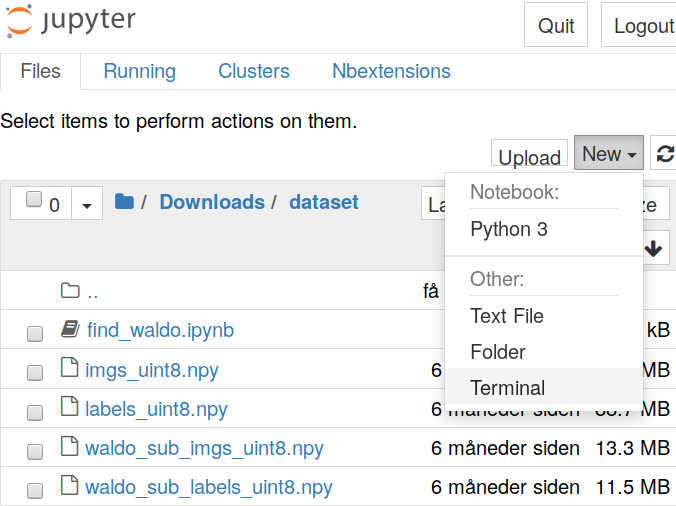 jupyter
Quit
Logout
Files Running Clusters Nbextensions
Select items to perform actions on them.
Upload New
0 / Downloads / dataset
Notebook:
Python 3
Other:
Text File
Folder
Terminal
.. få
find_waldo.ipynb kB
imgs_uint8.npy 6 MB
labels_uint8.npy 6 måneder siden MB
waldo_sub_imgs_uint8.npy 6 måneder siden 13.3 MB
waldo_sub_labels_uint8.npy 6 måneder siden 11.5 MB